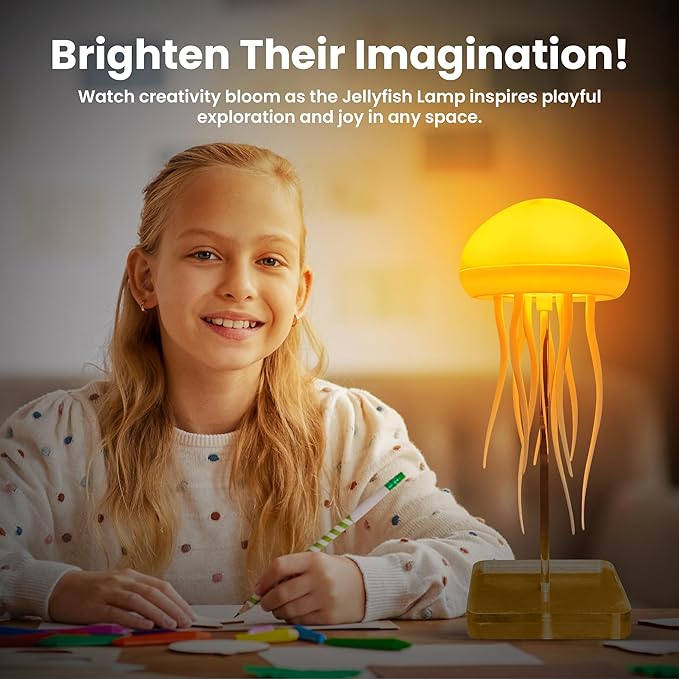 Brighten Their Imagination!
Watch creativity bloom as the Jellyfish Lamp inspires playful
exploration and joy in any space.